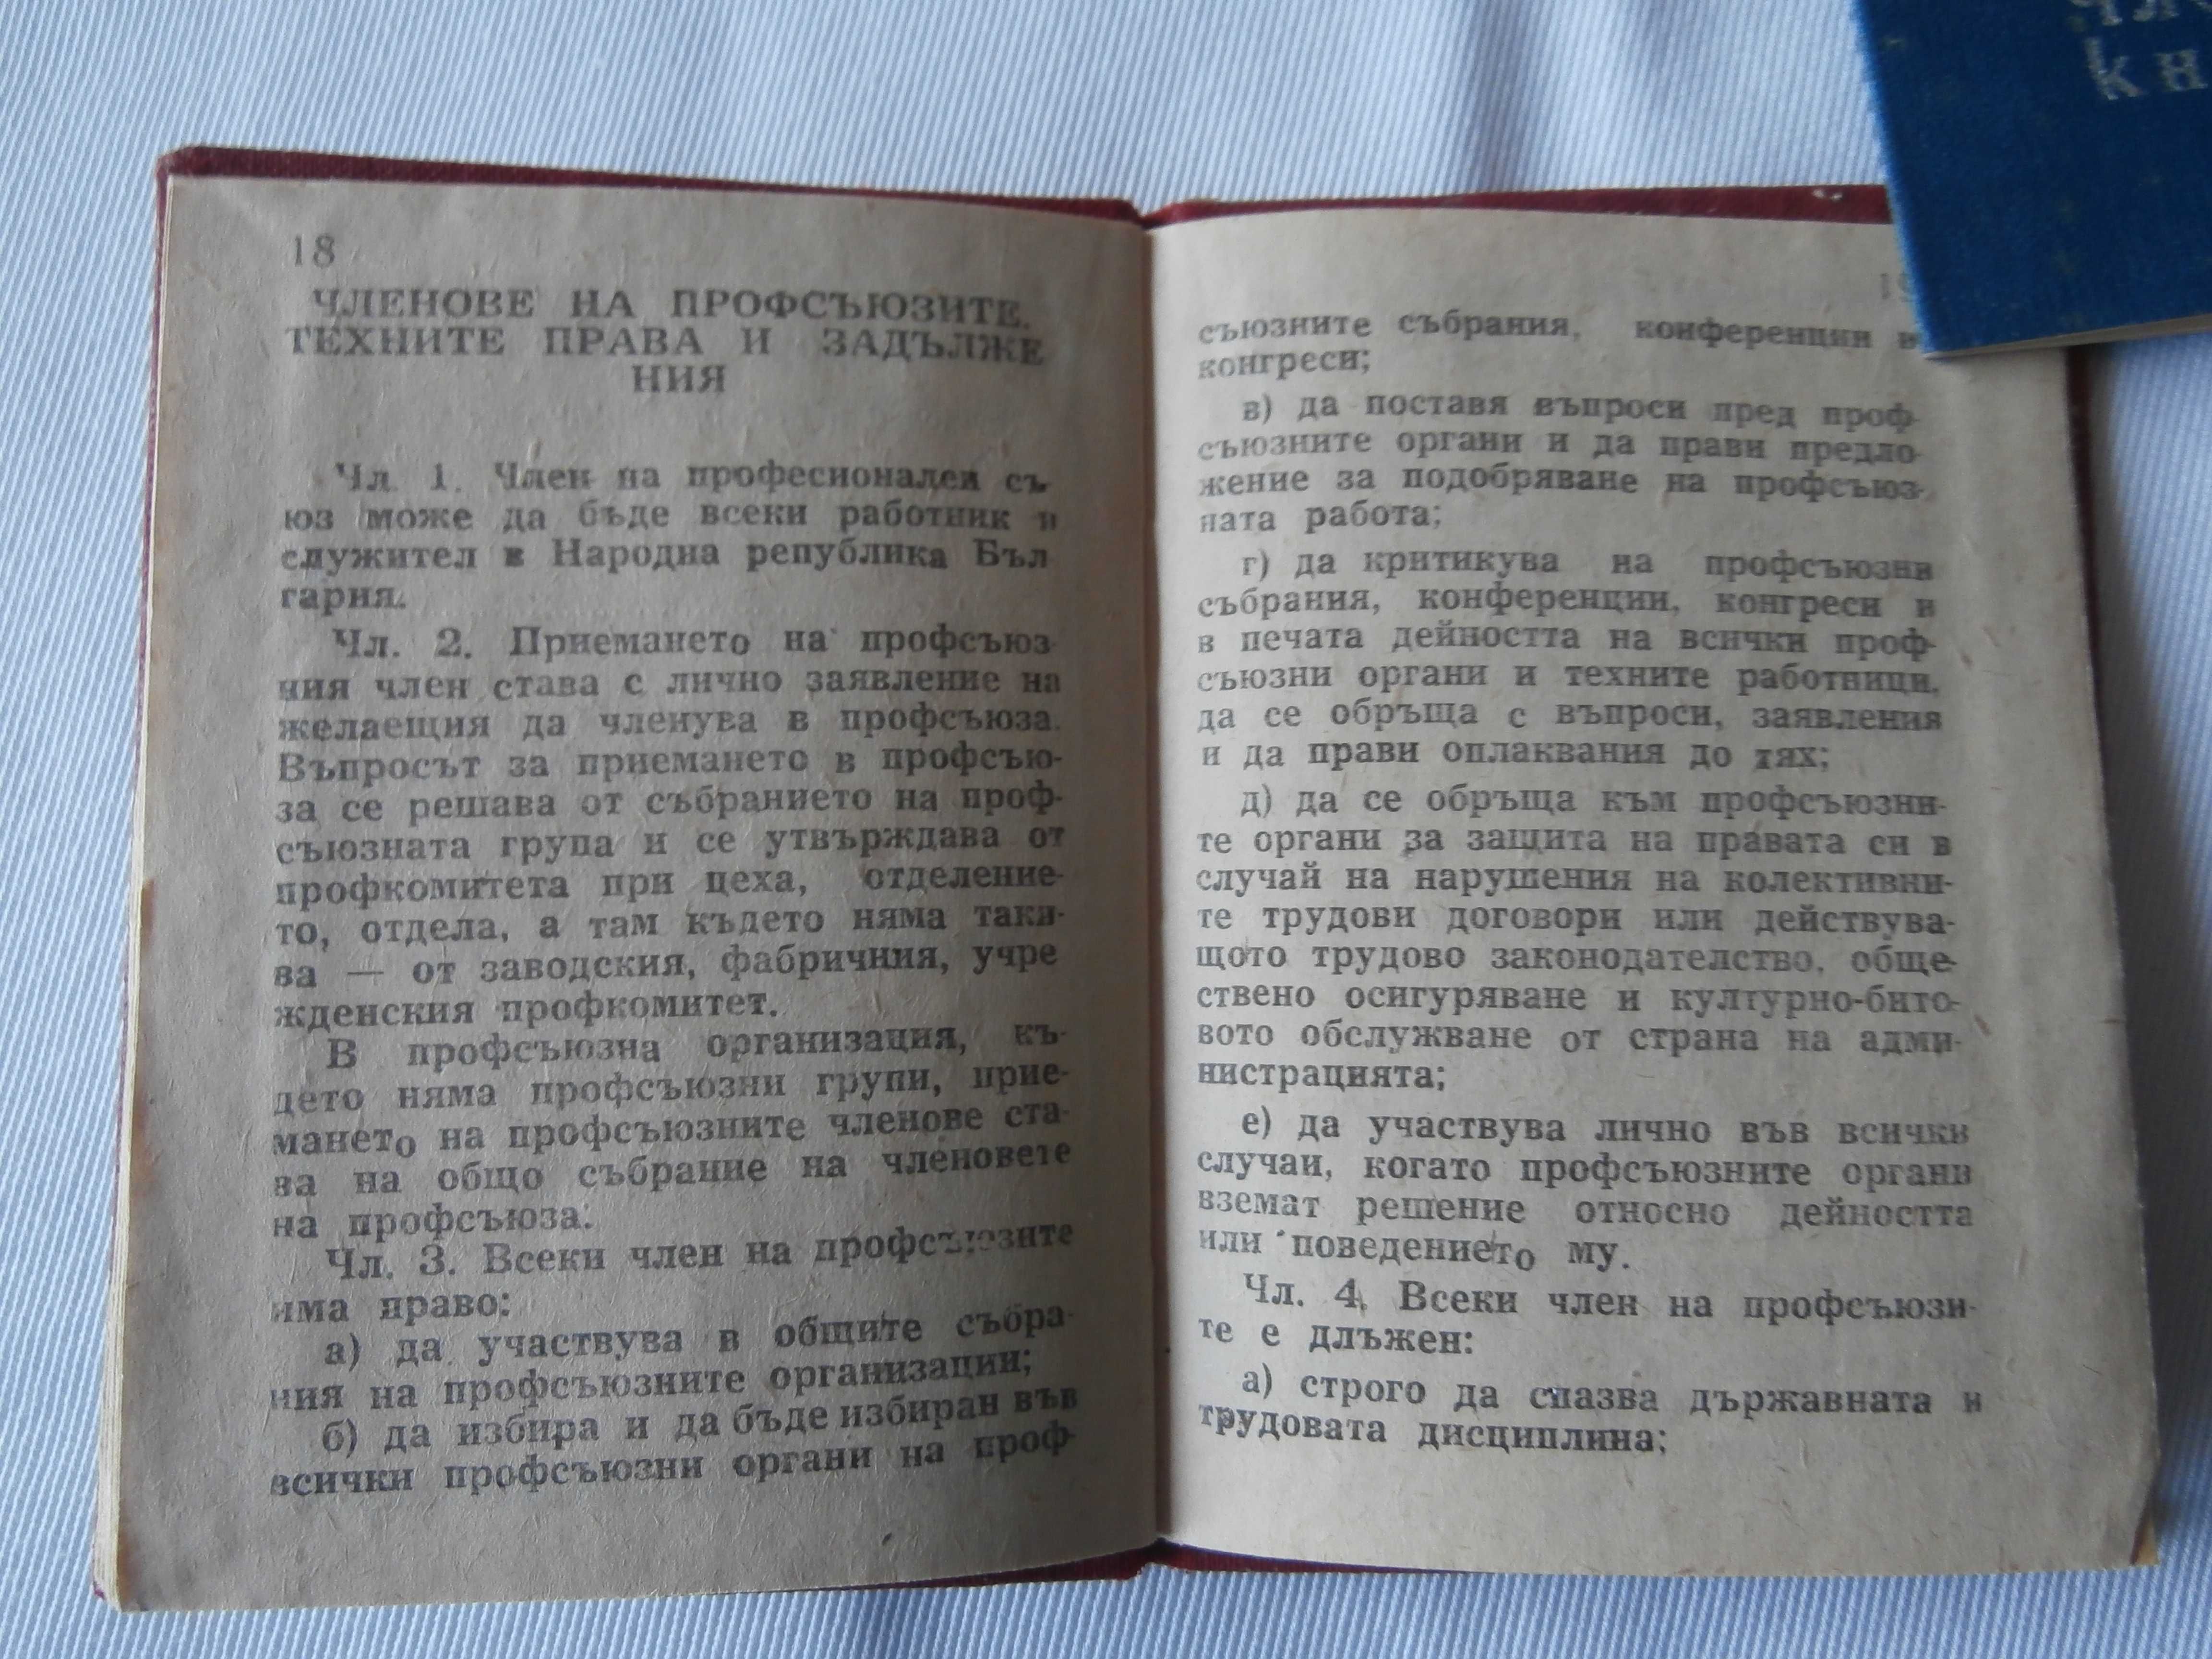 18
ЧЛЕНОВЕ НА ПРОФСЪЮЗИТЕ.
ТЕХНИТЕ ПРАВА И ЗАДЪЛЖЕ
НИЯ
Чл. 1. Член на професионален съ-
юз може да бъде всеки работник и
служител в Народна република Бъл
гария.
Чл. 2. Приемането на профсъюз-
ния член става с лично заявление на
желаещия да членува в профсъюза.
Въпросът за приемането в профсъю-
за се решава от събранието на проф-
съюзната група и се утвърждава от
профкомитета при цеха, отделение-
то, отдела, а там където няма таки-
ва — от заводския, фабричния, учре
жденския профкомитет.
В профсъюзна организация, къ-
дето няма профсъюзни групи, прие-
мането на профсъюзните членове ста-
ва на общо събрание на членовете
на профсъюза.
Чл. 3. Всеки член на профсъюзите
има право:
а) да участвува в общите събра-
ния на профсъюзните организации;
б) да избира и да бъде избиран във
всички профсъюзни органи на проф-
19
съюзните събрания, конференции и
конгреси;
в) да поставя въпроси пред проф-
съюзните органи и да прави предло-
жение за подобряване на профсъюз-
ната работа;
г) да критикува на профсъюзни
събрания, конференции, конгреси и
в печата дейността на всички проф-
съюзни органи и техните работници,
да се обръща с въпроси, заявления
и да прави оплаквания до тях;
д) да се обръща към профсъюзни-
те органи за защита на правата си в
случай на нарушения на колективни-
те трудови договори или действува-
щото трудово законодателство, обще-
ствено осигуряване и културно-бито-
вото обслужване от страна на адми-
нистрацията;
е) да участвува лично във всички
случаи, когато профсъюзните органи
вземат решение относно дейността
или поведението му.
Чл. 4. Всеки член на профсъюзи-
те е длъжен:
а) строго да спазва държавната и
трудовата дисциплина;